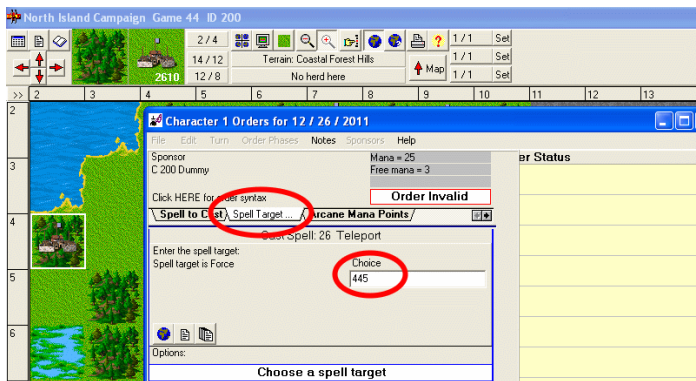 North Island Campaign Game 44 ID 200
2 / 4
1 / 1 Set
14 / 12 Terrain: Coastal Forest Hills
1 / 1 Set
2610 12 / 8 No herd here
Map 1 / 1 Set
>> 2 3 4 5 6 7 8 9 10 11 12 13
2
Character 1 Orders for 12 / 26 / 2011
File Edit Turn Order Phases Notes Sponsors Help
Sponsor Mana = 25
er Status
3
C 200 Dummy Free mana = 3
Click HERE for order syntax Order Invalid
Spell to Cast Spell Target ... Arcane Mana Points
4
Cast Spell: 26 Teleport
Enter the spell target:
Spell target is Force Choice
5
445
6
Options:
Choose a spell target